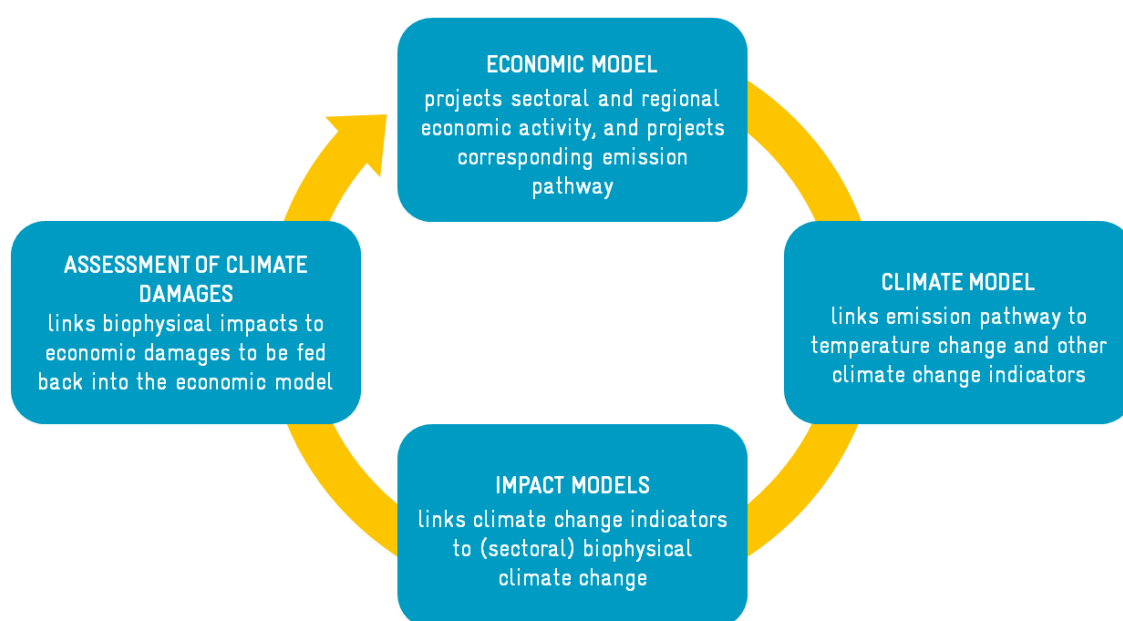 ECONOMIC MODEL
projects sectoral and regional
economic activity, and projects
corresponding emission
pathway
ASSESSMENT OF CLIMATE
DAMAGES
links biophysical impacts to
economic damages to be fed
back into the economic model
CLIMATE MODEL
links emission pathway to
temperature change and other
climate change indicators
IMPACT MODELS
links climate change indicators
to (sectoral) biophysical
climate change